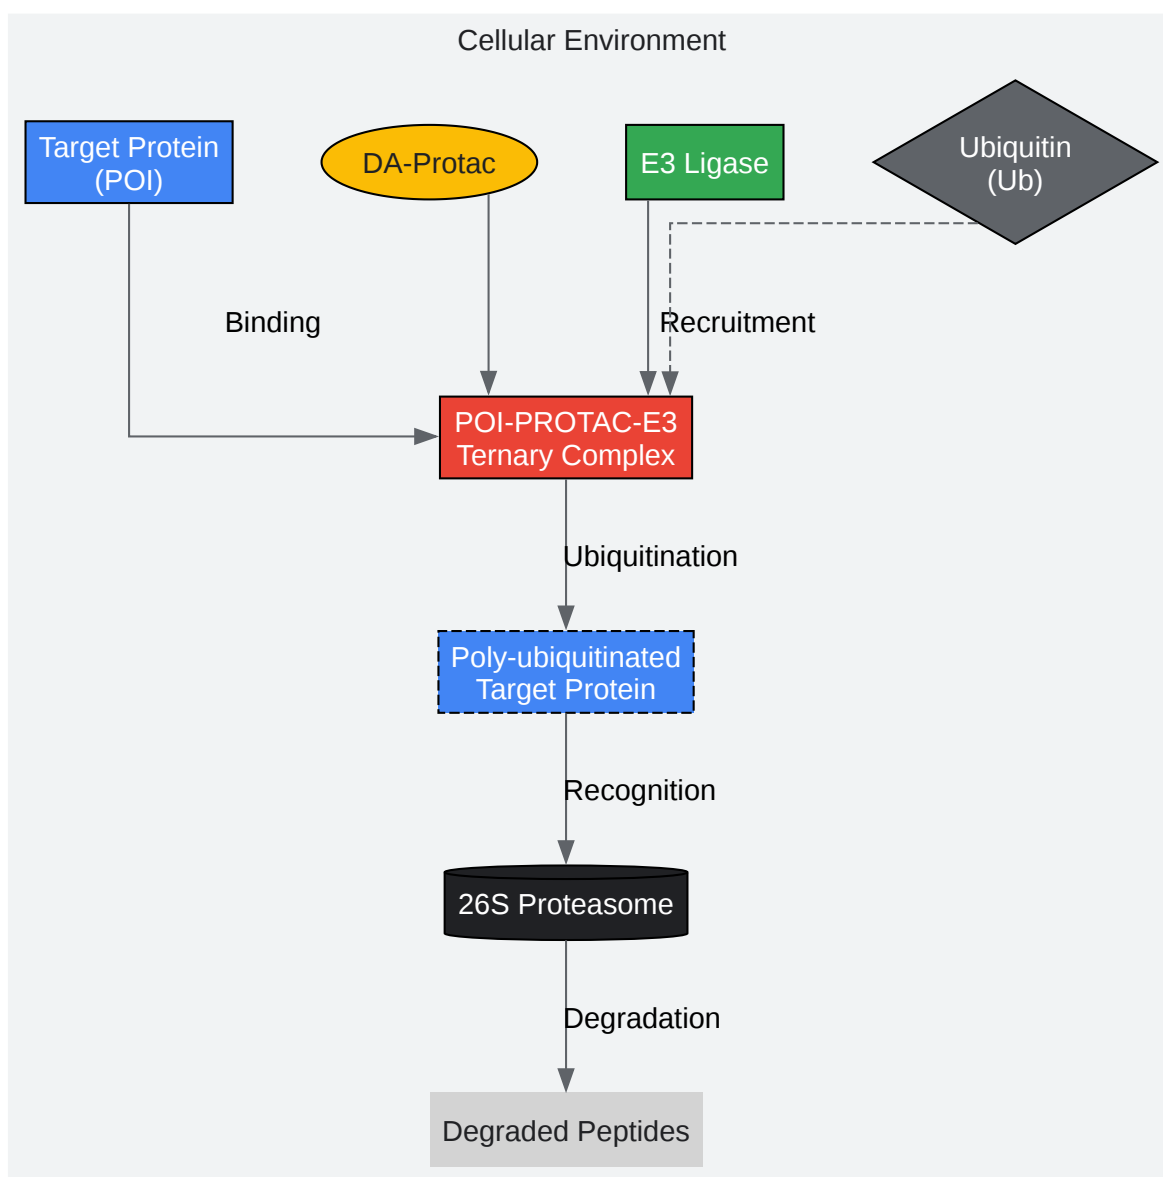 Cellular Environment
Target Protein
(POI)
DA-Protac
E3 Ligase
Ubiquitin
(Ub)
Binding
Recruitment
POI-PROTAC-E3
Ternary Complex
Ubiquitination
Poly-ubiquitinated
Target Protein
Recognition
26S Proteasome
Degradation
Degraded Peptides